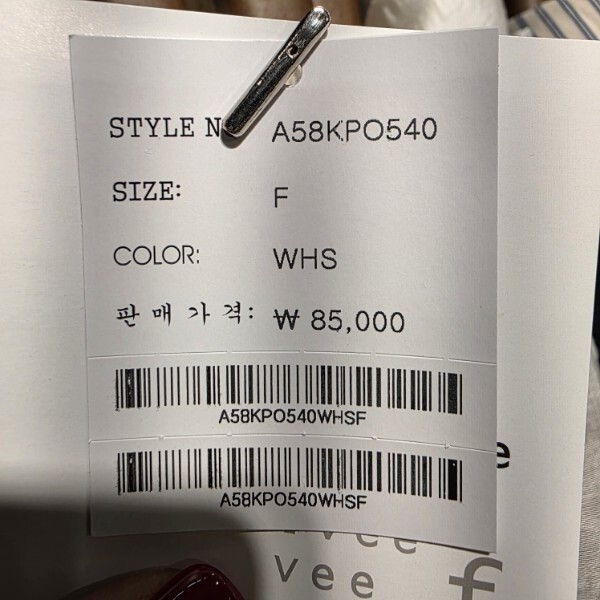 STYLE N A58KPO540
SIZE: F
COLOR: WHS
판매가격: ₩ 85,000
A58KPO540WHSF
A58KPO540WHSF
e
vee
vee f